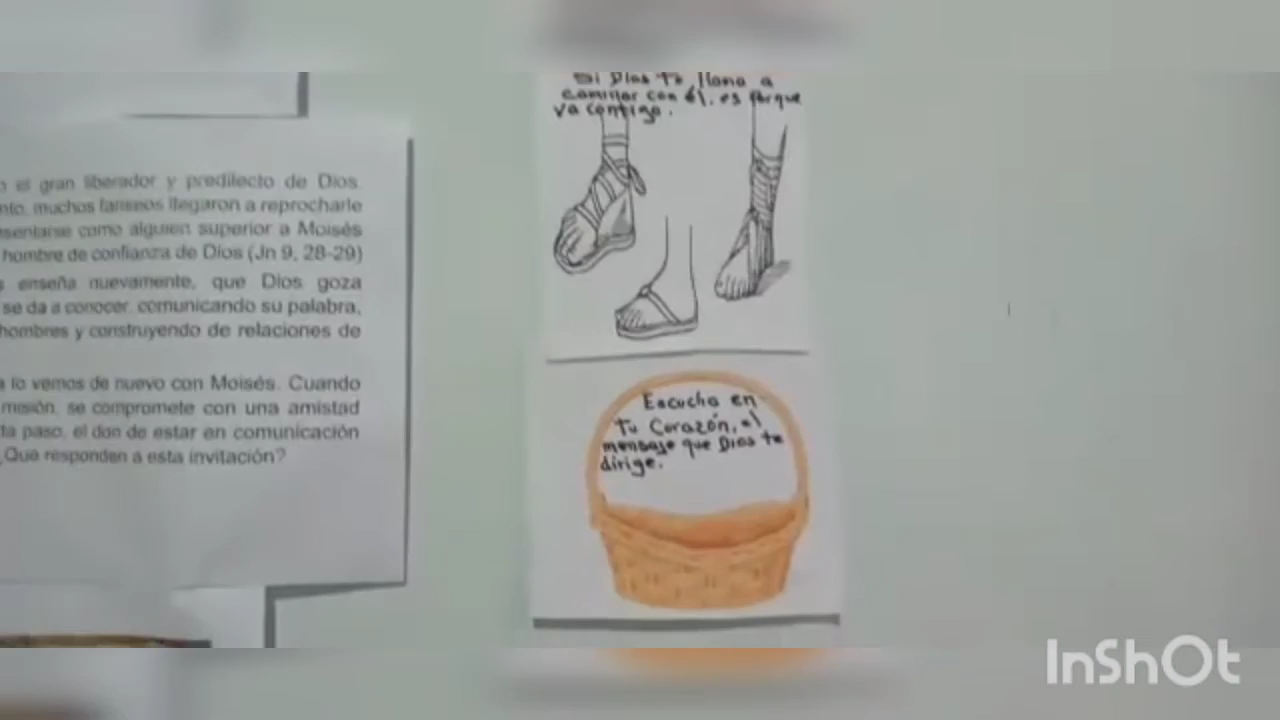 el gran liberador y predilecto de Dios.
muchos fariseos llegaron a reprocharle
como alguien superior a Moisés
hombre de confianza de Dios (Jn 9, 28-29)
enseña nuevamente, que Dios goza
se da a conocer, comunicando su palabra,
hombres y construyendo de relaciones de
lo vemos de nuevo con Moisés. Cuando
misión, se compromete con una amistad
paso, el don de estar en comunicación
¿Qué responden a esta invitación?
Si Dios te llama a
caminar con él, es porque
va contigo.
Escucha en
tu Corazón, el
mensaje que Dios te
dirige.
InShOt